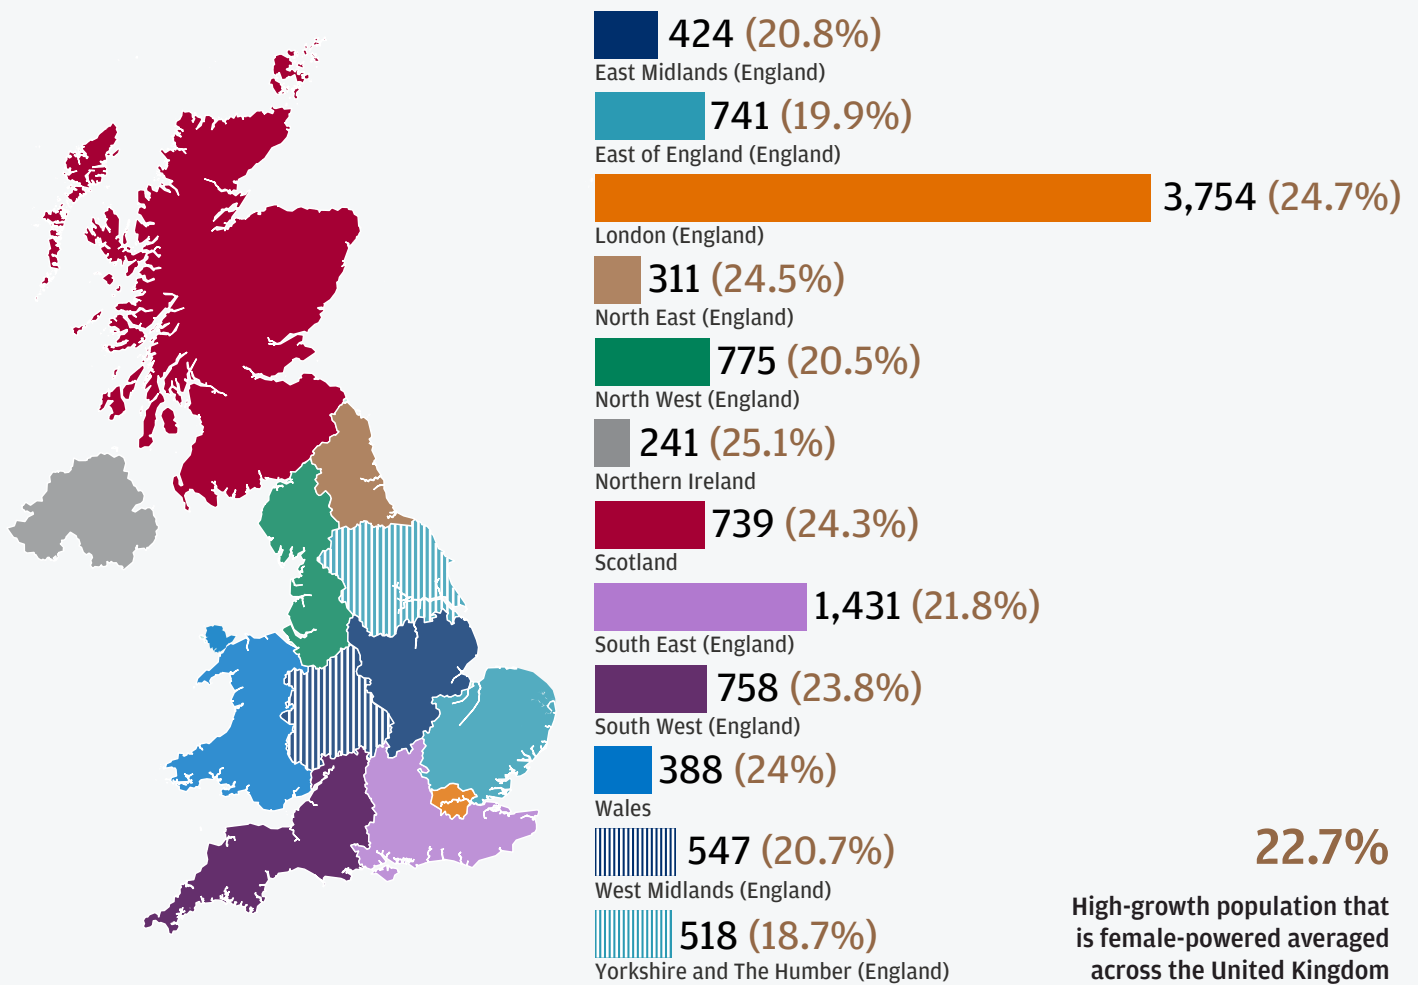 424 (20.8%)
East Midlands (England)
741 (19.9%)
East of England (England)
3,754 (24.7%)
London (England)
311 (24.5%)
North East (England)
775 (20.5%)
North West (England)
241 (25.1%)
Northern Ireland
739 (24.3%)
Scotland
1,431 (21.8%)
South East (England)
758 (23.8%)
South West (England)
388 (24%)
Wales
547 (20.7%)
West Midlands (England)
518 (18.7%)
Yorkshire and The Humber (England)
22.7%
High-growth population that
is female-powered averaged
across the United Kingdom